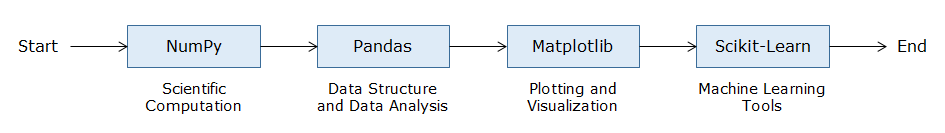 Start
NumPy
Pandas
Matplotlib
Scikit-Learn
End
Scientific
Computation
Data Structure
and Data Analysis
Plotting and
Visualization
Machine Learning
Tools